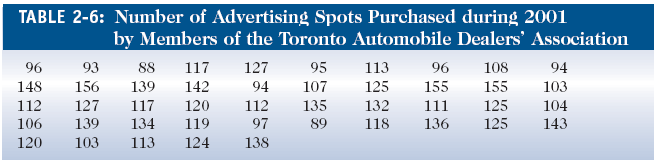 TABLE 2-6: Number of Advertising Spots Purchased during 2001
by Members of the Toronto Automobile Dealers' Association
96 93 88 117 127 95 113 96 108 94
148 156 139 142 94 107 125 155 155 103
112 127 117 120 112 135 132 111 125 104
106 139 134 119 97 89 118 136 125 143
120 103 113 124 138